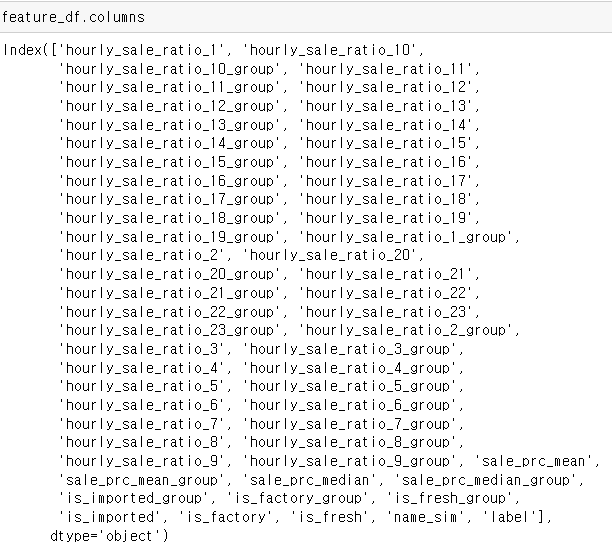 feature_df.columns
Index(['hourly_sale_ratio_1', 'hourly_sale_ratio_10',
'hourly_sale_ratio_10_group', 'hourly_sale_ratio_11',
'hourly_sale_ratio_11_group', 'hourly_sale_ratio_12',
'hourly_sale_ratio_12_group', 'hourly_sale_ratio_13',
'hourly_sale_ratio_13_group', 'hourly_sale_ratio_14',
'hourly_sale_ratio_14_group', 'hourly_sale_ratio_15',
'hourly_sale_ratio_15_group', 'hourly_sale_ratio_16',
'hourly_sale_ratio_16_group', 'hourly_sale_ratio_17',
'hourly_sale_ratio_17_group', 'hourly_sale_ratio_18',
'hourly_sale_ratio_18_group', 'hourly_sale_ratio_19',
'hourly_sale_ratio_19_group', 'hourly_sale_ratio_1_group',
'hourly_sale_ratio_2', 'hourly_sale_ratio_20',
'hourly_sale_ratio_20_group', 'hourly_sale_ratio_21',
'hourly_sale_ratio_21_group', 'hourly_sale_ratio_22',
'hourly_sale_ratio_22_group', 'hourly_sale_ratio_23',
'hourly_sale_ratio_23_group', 'hourly_sale_ratio_2_group',
'hourly_sale_ratio_3', 'hourly_sale_ratio_3_group',
'hourly_sale_ratio_4', 'hourly_sale_ratio_4_group',
'hourly_sale_ratio_5', 'hourly_sale_ratio_5_group',
'hourly_sale_ratio_6', 'hourly_sale_ratio_6_group',
'hourly_sale_ratio_7', 'hourly_sale_ratio_7_group',
'hourly_sale_ratio_8', 'hourly_sale_ratio_8_group',
'hourly_sale_ratio_9', 'hourly_sale_ratio_9_group', 'sale_prc_mean',
'sale_prc_mean_group', 'sale_prc_median', 'sale_prc_median_group',
'is_imported_group', 'is_factory_group', 'is_fresh_group',
'is_imported', 'is_factory', 'is_fresh', 'name_sim', 'label'],
dtype='object')